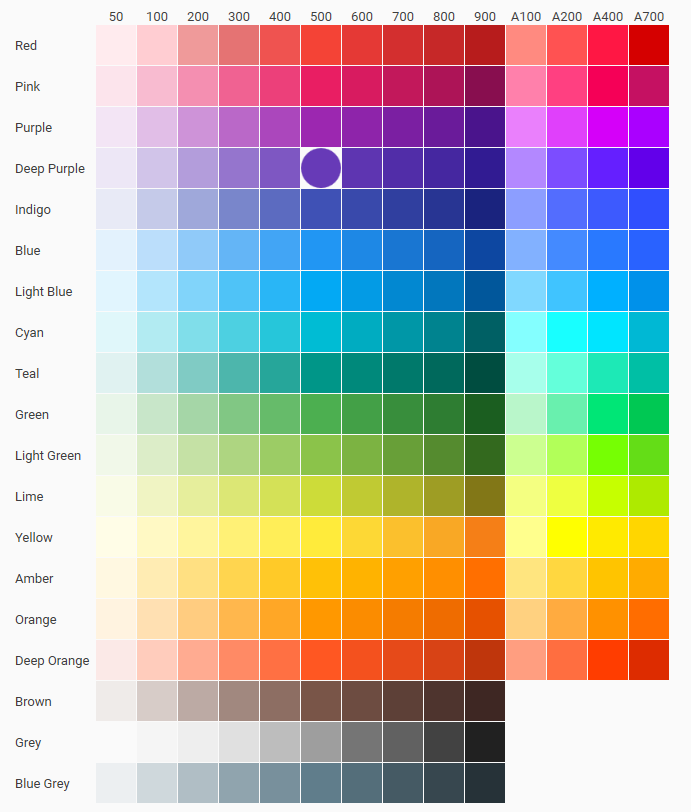 50 100 200 300 400 500 600 700 800 900 A100 A200 A400 A700
Red
Pink
Purple
Deep Purple
Indigo
Blue
Light Blue
Cyan
Teal
Green
Light Green
Lime
Yellow
Amber
Orange
Deep Orange
Brown
Grey
Blue Grey